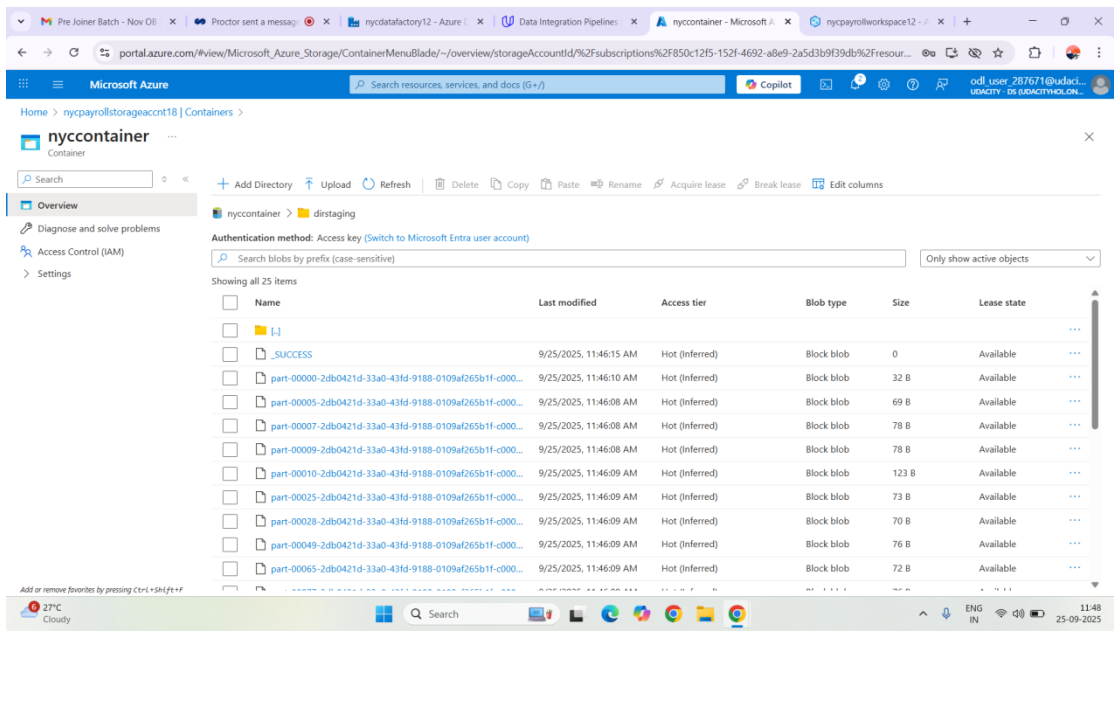 Pre Joiner Batch - Nov OB
Proctor sent a messag
nycdatafactory12 - Azure D
Data Integration Pipelines
nyccontainer - Microsoft A
nycpayrollworkspace12 - A
portal.azure.com/#view/Microsoft_Azure_Storage/ContainerMenuBlade/~/overview/storageAccountId/%2Fsubscriptions%2F850c12f5-152f-4692-a8e9-2a5d3b9f39db%2Fresour...
Microsoft Azure
Search resources, services, and docs (G+/)
Copilot
2
odl_user_287671@udaci...
UDACITY - DS (UDACITYHOL.ON...
Home > nycpayrollstorageaccnt18 | Containers >
nyccontainer ...
Container
Search
Overview
Diagnose and solve problems
Access Control (IAM)
Settings
Add Directory Upload Refresh Delete Copy Paste Rename Acquire lease Break lease Edit columns
nyccontainer > dirstaging
Authentication method: Access key (Switch to Microsoft Entra user account)
Search blobs by prefix (case-sensitive)
Only show active objects
Showing all 25 items
Name Last modified Access tier Blob type Size Lease state
[..] ...
_SUCCESS 9/25/2025, 11:46:15 AM Hot (Inferred) Block blob 0 Available ...
part-00000-2db0421d-33a0-43fd-9188-0109af265b1f-c000... 9/25/2025, 11:46:10 AM Hot (Inferred) Block blob 32 B Available ...
part-00005-2db0421d-33a0-43fd-9188-0109af265b1f-c000... 9/25/2025, 11:46:08 AM Hot (Inferred) Block blob 69 B Available ...
part-00007-2db0421d-33a0-43fd-9188-0109af265b1f-c000... 9/25/2025, 11:46:08 AM Hot (Inferred) Block blob 78 B Available ...
part-00009-2db0421d-33a0-43fd-9188-0109af265b1f-c000... 9/25/2025, 11:46:08 AM Hot (Inferred) Block blob 78 B Available ...
part-00010-2db0421d-33a0-43fd-9188-0109af265b1f-c000... 9/25/2025, 11:46:09 AM Hot (Inferred) Block blob 123 B Available ...
part-00025-2db0421d-33a0-43fd-9188-0109af265b1f-c000... 9/25/2025, 11:46:09 AM Hot (Inferred) Block blob 73 B Available ...
part-00028-2db0421d-33a0-43fd-9188-0109af265b1f-c000... 9/25/2025, 11:46:09 AM Hot (Inferred) Block blob 70 B Available ...
part-00049-2db0421d-33a0-43fd-9188-0109af265b1f-c000... 9/25/2025, 11:46:09 AM Hot (Inferred) Block blob 76 B Available ...
part-00065-2db0421d-33a0-43fd-9188-0109af265b1f-c000... 9/25/2025, 11:46:09 AM Hot (Inferred) Block blob 72 B Available ...
Add or remove favorites by pressing Ctrl+Shift+F
6
27°C
Cloudy
Search
ENG
IN
11:48
25-09-2025